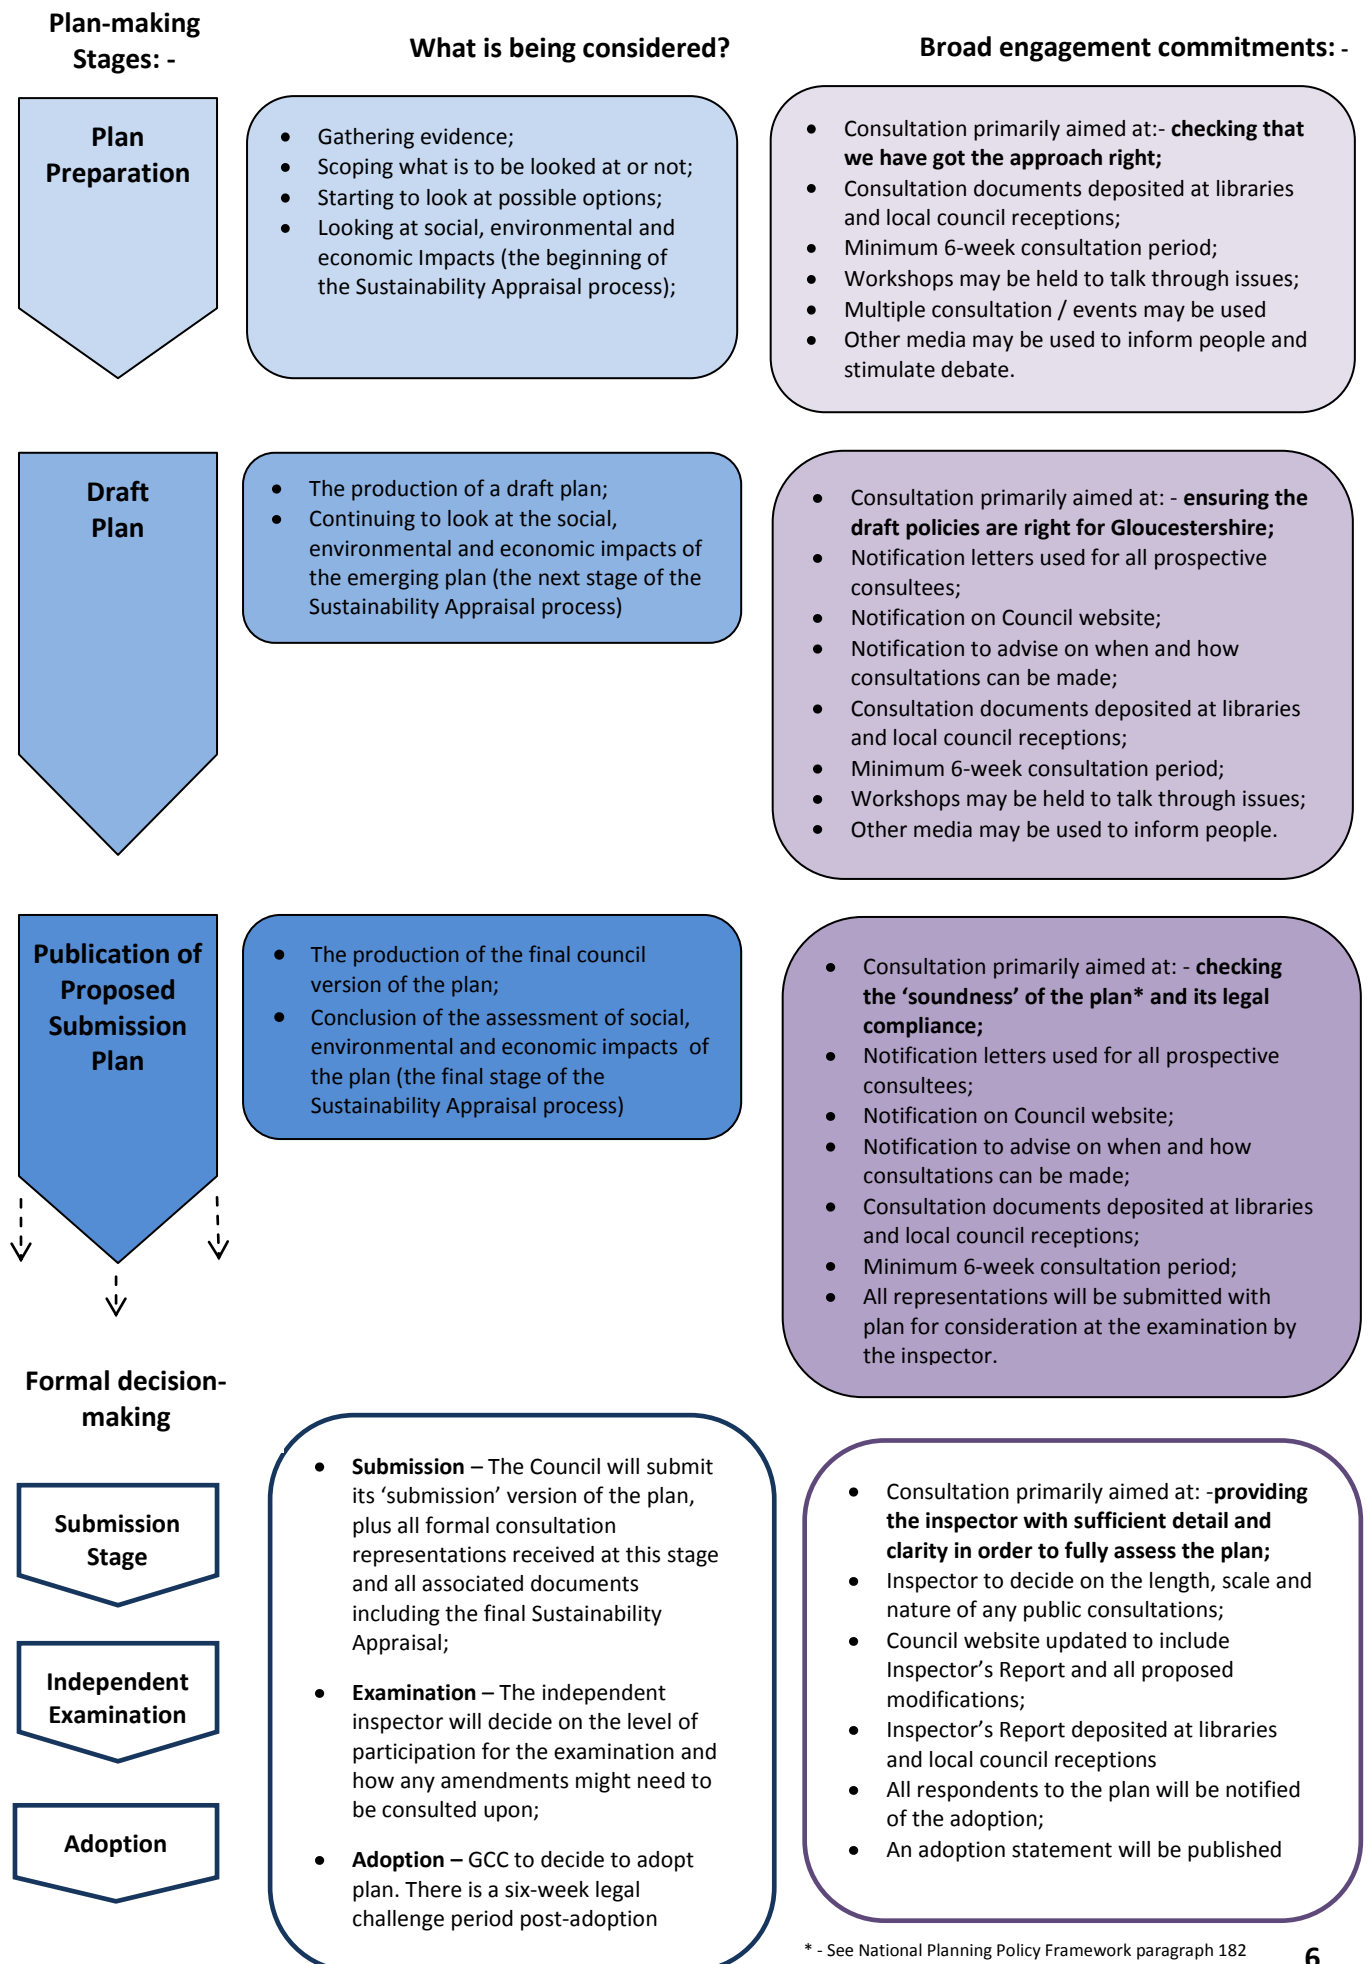 Plan-making
Stages: -
What is being considered?
Broad engagement commitments: -
Plan
Preparation
• Gathering evidence;
• Scoping what is to be looked at or not;
• Starting to look at possible options;
• Looking at social, environmental and
economic Impacts (the beginning of
the Sustainability Appraisal process);
• Consultation primarily aimed at:- checking that
we have got the approach right;
• Consultation documents deposited at libraries
and local council receptions;
• Minimum 6-week consultation period;
• Workshops may be held to talk through issues;
• Multiple consultation / events may be used
• Other media may be used to inform people and
stimulate debate.
Draft
Plan
• The production of a draft plan;
• Continuing to look at the social,
environmental and economic impacts of
the emerging plan (the next stage of the
Sustainability Appraisal process)
• Consultation primarily aimed at: - ensuring the
draft policies are right for Gloucestershire;
• Notification letters used for all prospective
consultees;
• Notification on Council website;
• Notification to advise on when and how
consultations can be made;
• Consultation documents deposited at libraries
and local council receptions;
• Minimum 6-week consultation period;
• Workshops may be held to talk through issues;
• Other media may be used to inform people.
Publication of
Proposed
Submission
Plan
• The production of the final council
version of the plan;
• Conclusion of the assessment of social,
environmental and economic impacts of
the plan (the final stage of the
Sustainability Appraisal process)
• Consultation primarily aimed at: - checking
the ‘soundness’ of the plan* and its legal
compliance;
• Notification letters used for all prospective
consultees;
• Notification on Council website;
• Notification to advise on when and how
consultations can be made;
• Consultation documents deposited at libraries
and local council receptions;
• Minimum 6-week consultation period;
• All representations will be submitted with
plan for consideration at the examination by
the inspector.
Formal decision-
making
Submission
Stage
Independent
Examination
Adoption
• Submission – The Council will submit
its ‘submission’ version of the plan,
plus all formal consultation
representations received at this stage
and all associated documents
including the final Sustainability
Appraisal;
• Examination – The independent
inspector will decide on the level of
participation for the examination and
how any amendments might need to
be consulted upon;
• Adoption – GCC to decide to adopt
plan. There is a six-week legal
challenge period post-adoption
• Consultation primarily aimed at: -providing
the inspector with sufficient detail and
clarity in order to fully assess the plan;
• Inspector to decide on the length, scale and
nature of any public consultations;
• Council website updated to include
Inspector’s Report and all proposed
modifications;
• Inspector’s Report deposited at libraries
and local council receptions
• All respondents to the plan will be notified
of the adoption;
• An adoption statement will be published
* - See National Planning Policy Framework paragraph 182
6